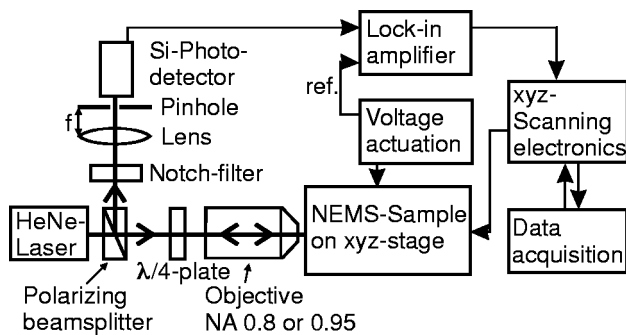 Si-Photo-
detector
Pinhole
f
Lens
Notch-filter
HeNe-
Laser
λ/4-plate
Polarizing
beamsplitter
Objective
NA 0.8 or 0.95
Lock-in
amplifier
ref.
Voltage
actuation
NEMS-Sample
on xyz-stage
xyz-
Scanning
electronics
Data
acquisition